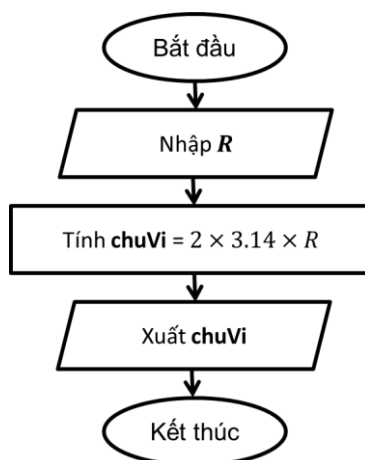 Bắt đầu
Nhập R
Tính chuVi = 2 × 3.14 × R
Xuất chuVi
Kết thúc